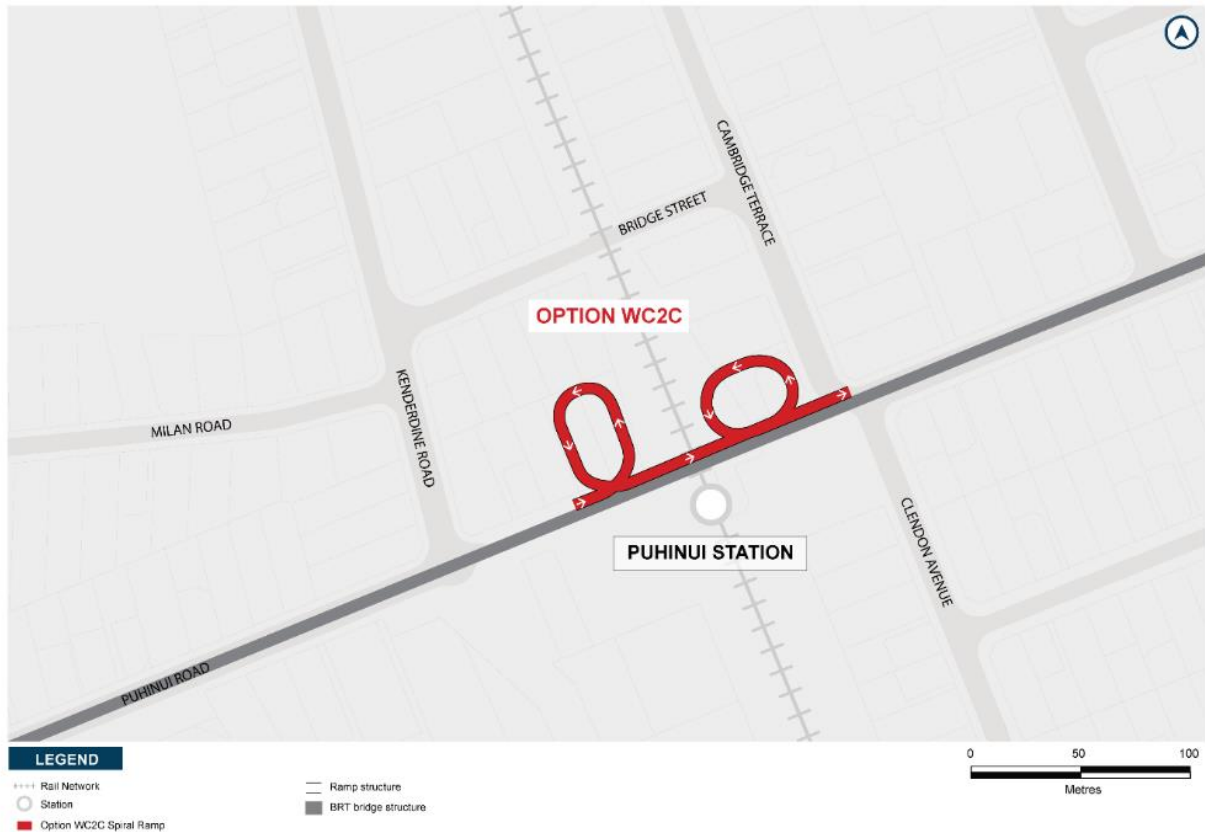 CAMBRIDGE TERRACE
BRIDGE STREET
OPTION WC2C
KENDERDINE ROAD
MILAN ROAD
CLENDON AVENUE
PUHINUI STATION
PUHINUI ROAD
LEGEND
Rail Network
Station
Option WC2C Spiral Ramp
Ramp structure
BRT bridge structure
0 50 100
Metres